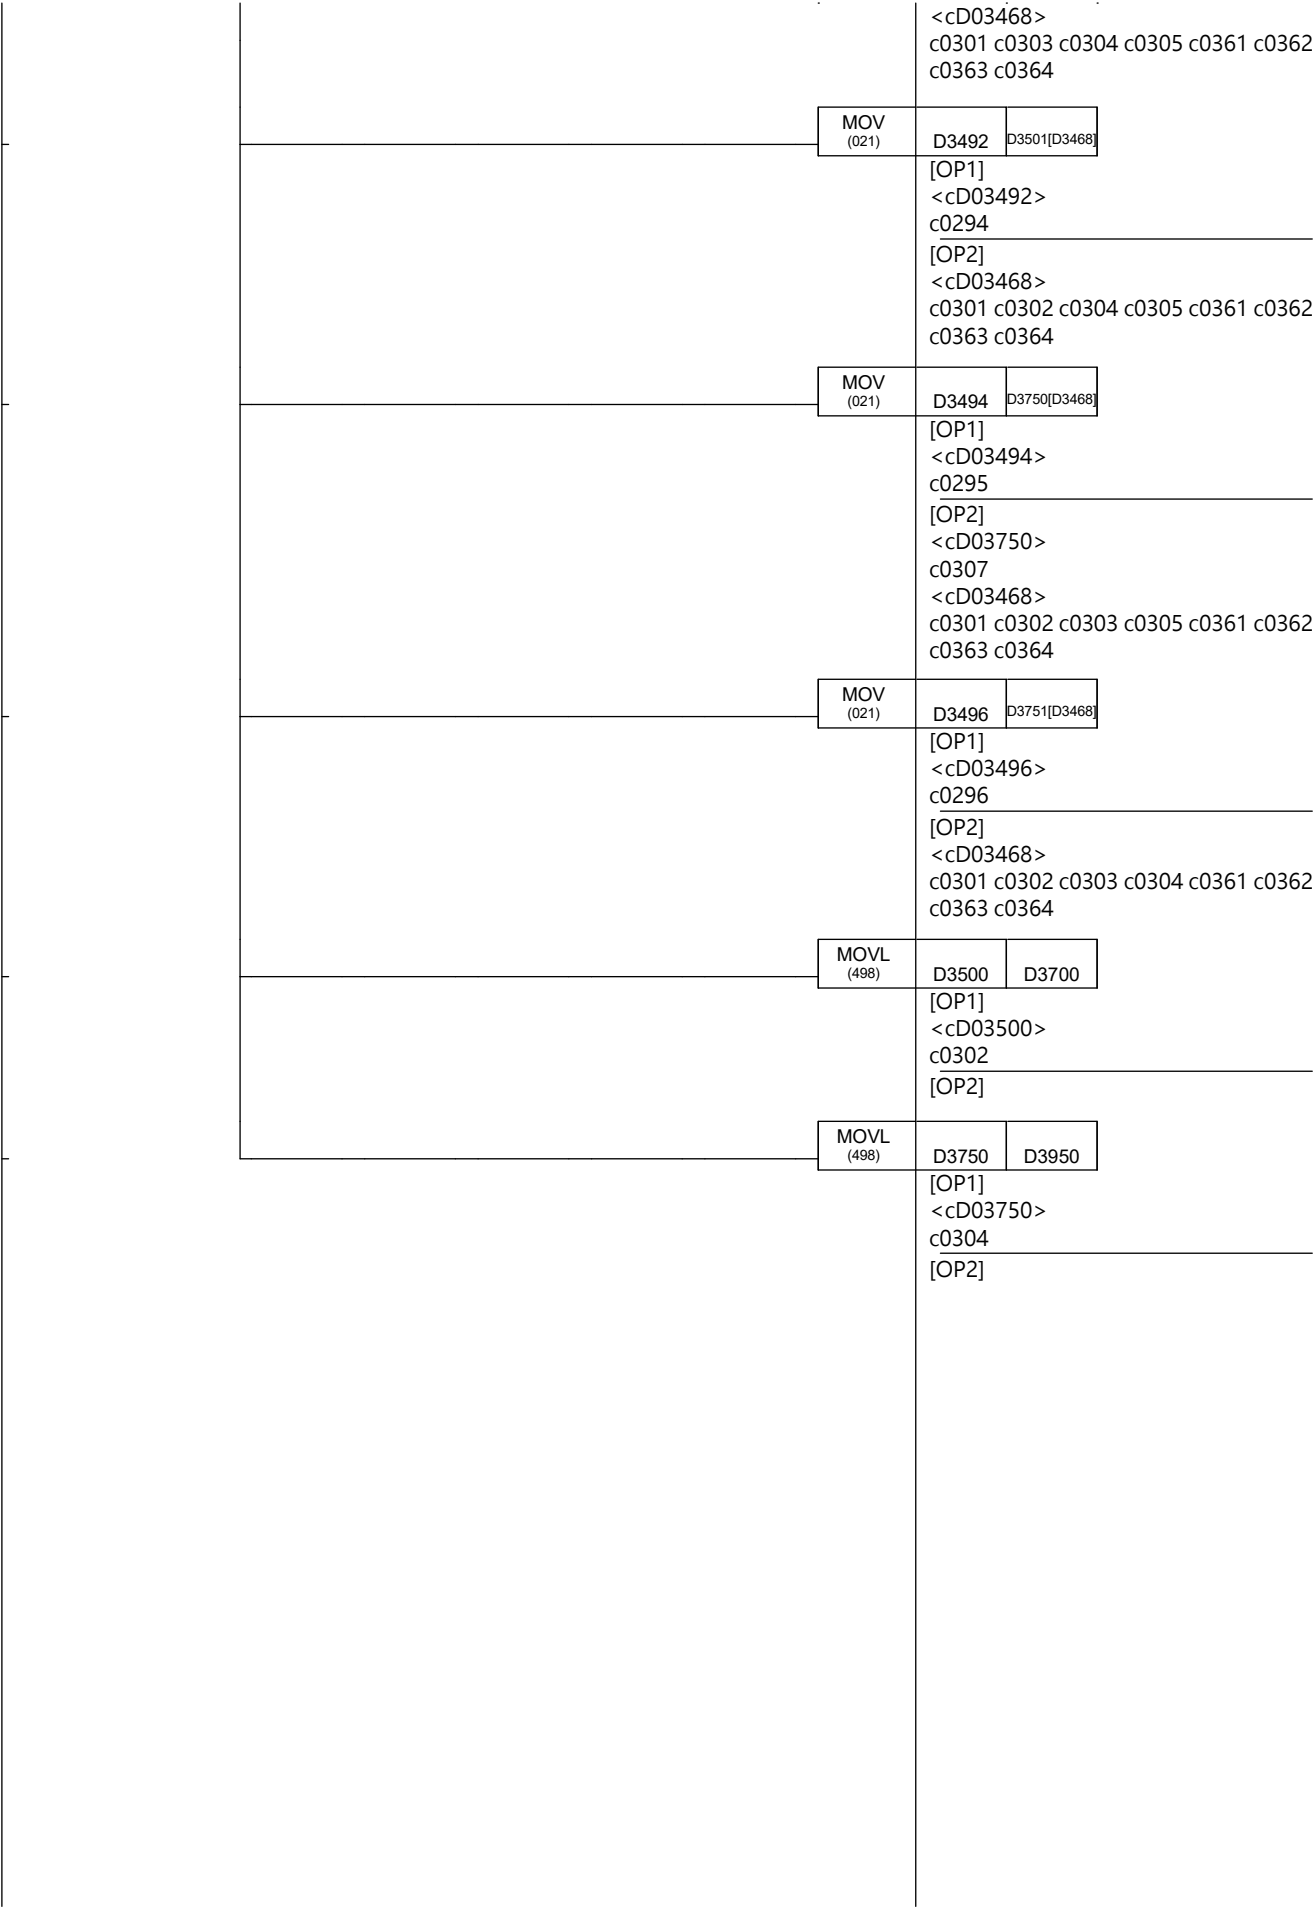 <cD03468>
c0301 c0303 c0304 c0305 c0361 c0362
c0363 c0364
MOV
(021)
D3492 D3501[D3468]
[OP1]
<cD03492>
c0294
[OP2]
<cD03468>
c0301 c0302 c0304 c0305 c0361 c0362
c0363 c0364
MOV
(021)
D3494 D3750[D3468]
[OP1]
<cD03494>
c0295
[OP2]
<cD03750>
c0307
<cD03468>
c0301 c0302 c0303 c0305 c0361 c0362
c0363 c0364
MOV
(021)
D3496 D3751[D3468]
[OP1]
<cD03496>
c0296
[OP2]
<cD03468>
c0301 c0302 c0303 c0304 c0361 c0362
c0363 c0364
MOVL
(498)
D3500 D3700
[OP1]
<cD03500>
c0302
[OP2]
MOVL
(498)
D3750 D3950
[OP1]
<cD03750>
c0304
[OP2]